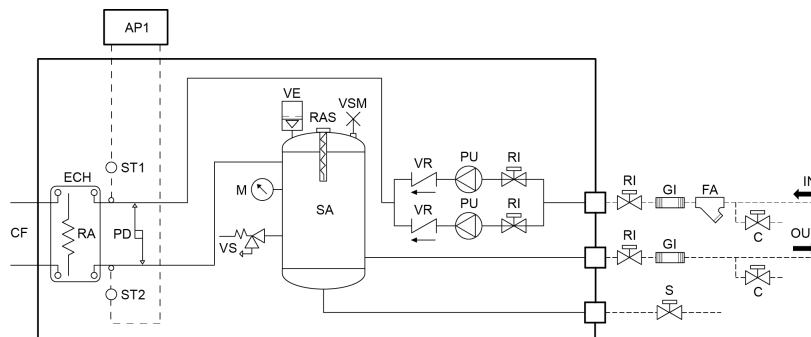 AP1
VE
RAS
VSM
ST1
ECH
VR
PU
RI
RI
GI
FA
IN
M
SA
CF
RA
PD
VR
PU
RI
C
VS
RI
GI
OU
ST2
S
C